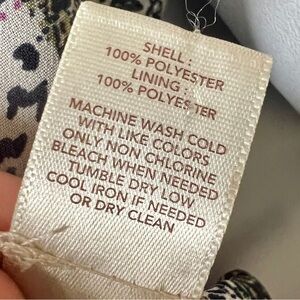 SHELL :
100% POLYESTER
LINING :
100% POLYESTER
MACHINE WASH COLD
WITH LIKE COLORS
ONLY NON CHLORINE
BLEACH WHEN NEEDED
TUMBLE DRY LOW
COOL IRON IF NEEDED
OR DRY CLEAN